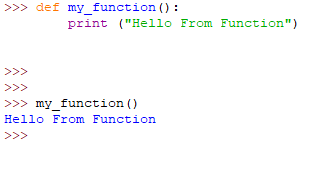 >>> def my_function():
        print ("Hello From Function")
>>>
>>>
>>> my_function()
Hello From Function
>>>